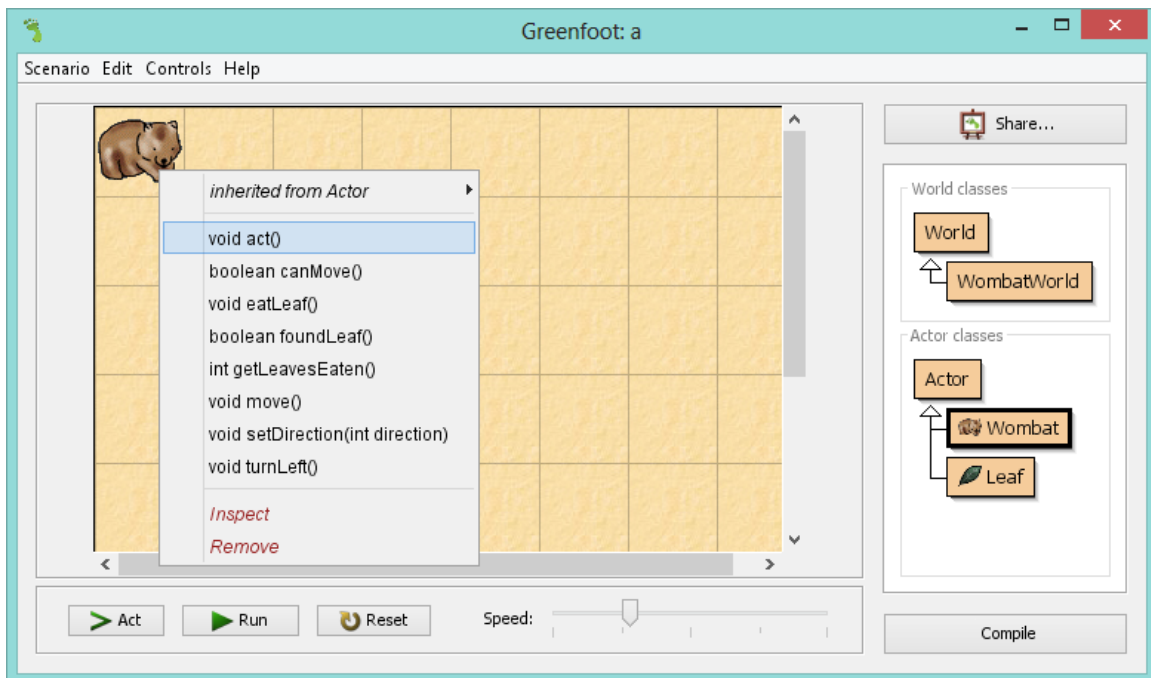 Greenfoot: a
Scenario Edit Controls Help
Share...
inherited from Actor
void act()
boolean canMove()
void eatLeaf()
boolean foundLeaf()
int getLeavesEaten()
void move()
void setDirection(int direction)
void turnLeft()
Inspect
Remove
World classes
World
WombatWorld
Actor classes
Actor
Wombat
Leaf
Act Run Reset Speed:
Compile